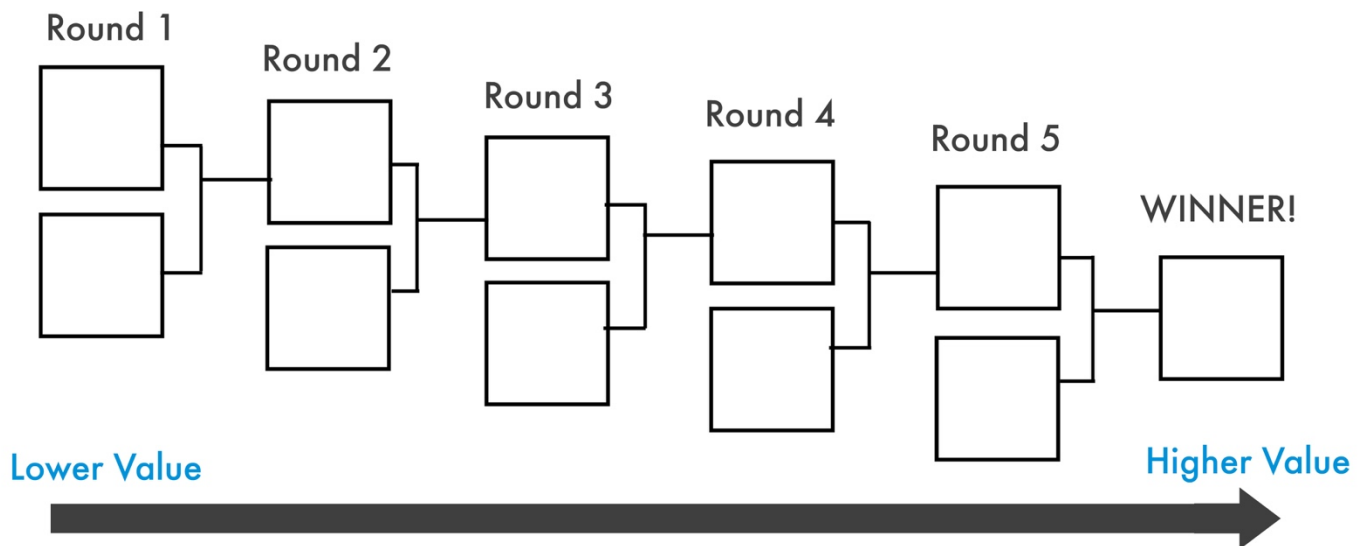 Round 1
Round 2
Round 3
Round 4
Round 5
WINNER!
Lower Value
Higher Value